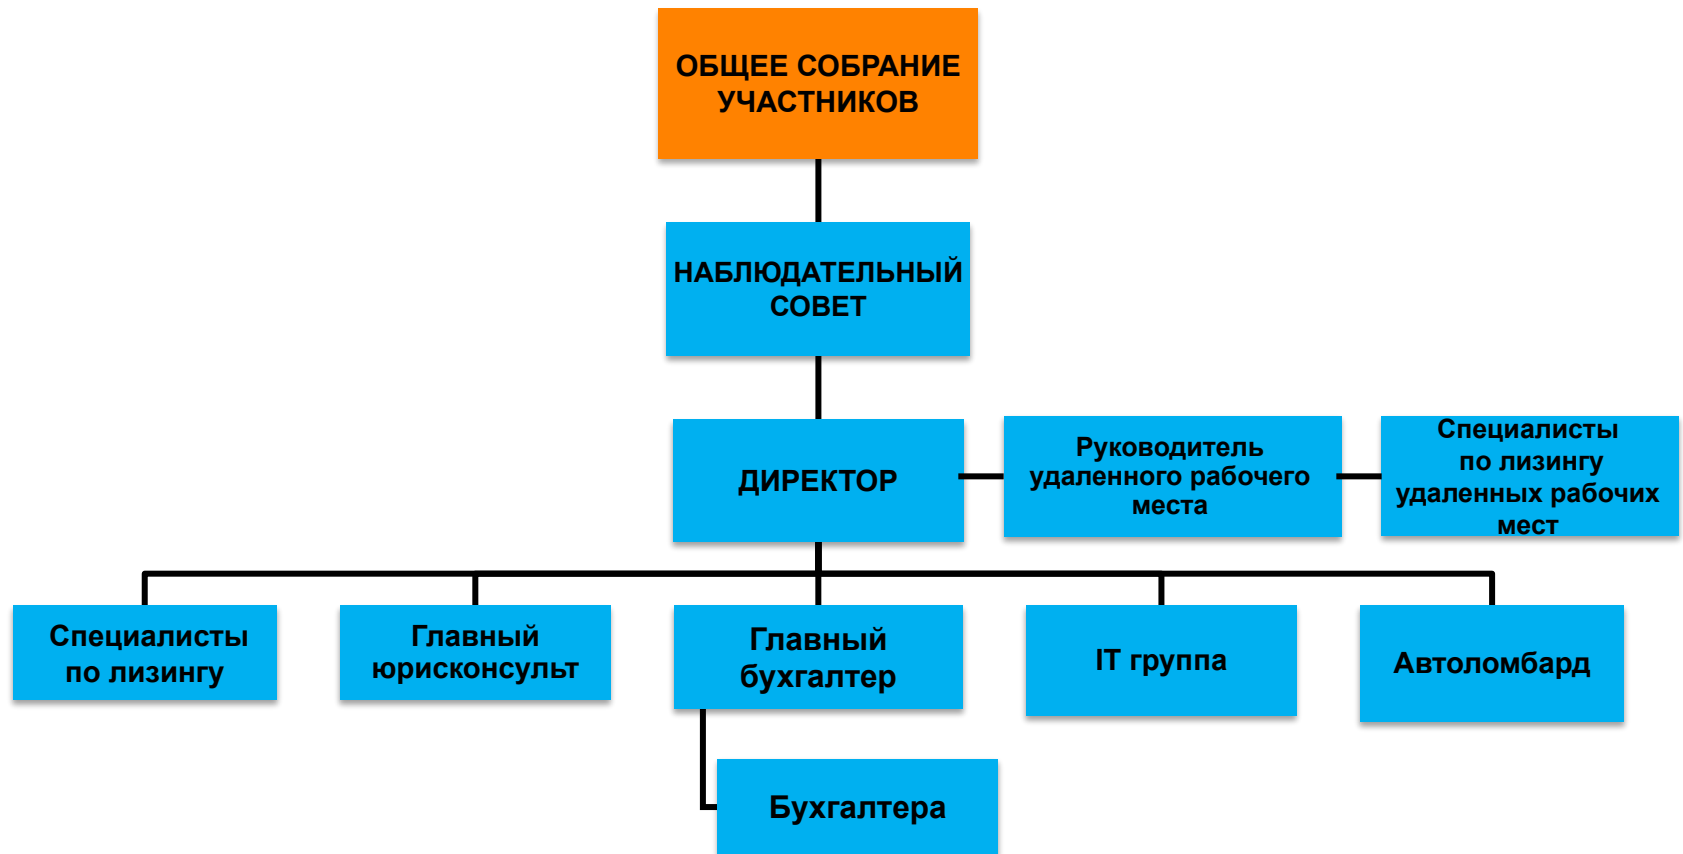 ОБЩЕЕ СОБРАНИЕ
УЧАСТНИКОВ
НАБЛЮДАТЕЛЬНЫЙ
СОВЕТ
ДИРЕКТОР
Руководитель
удаленного рабочего
места
Специалисты
по лизингу
удаленных рабочих
мест
Специалисты
по лизингу
Главный
юрисконсульт
Главный
бухгалтер
IT группа
Автоломбард
Бухгалтера